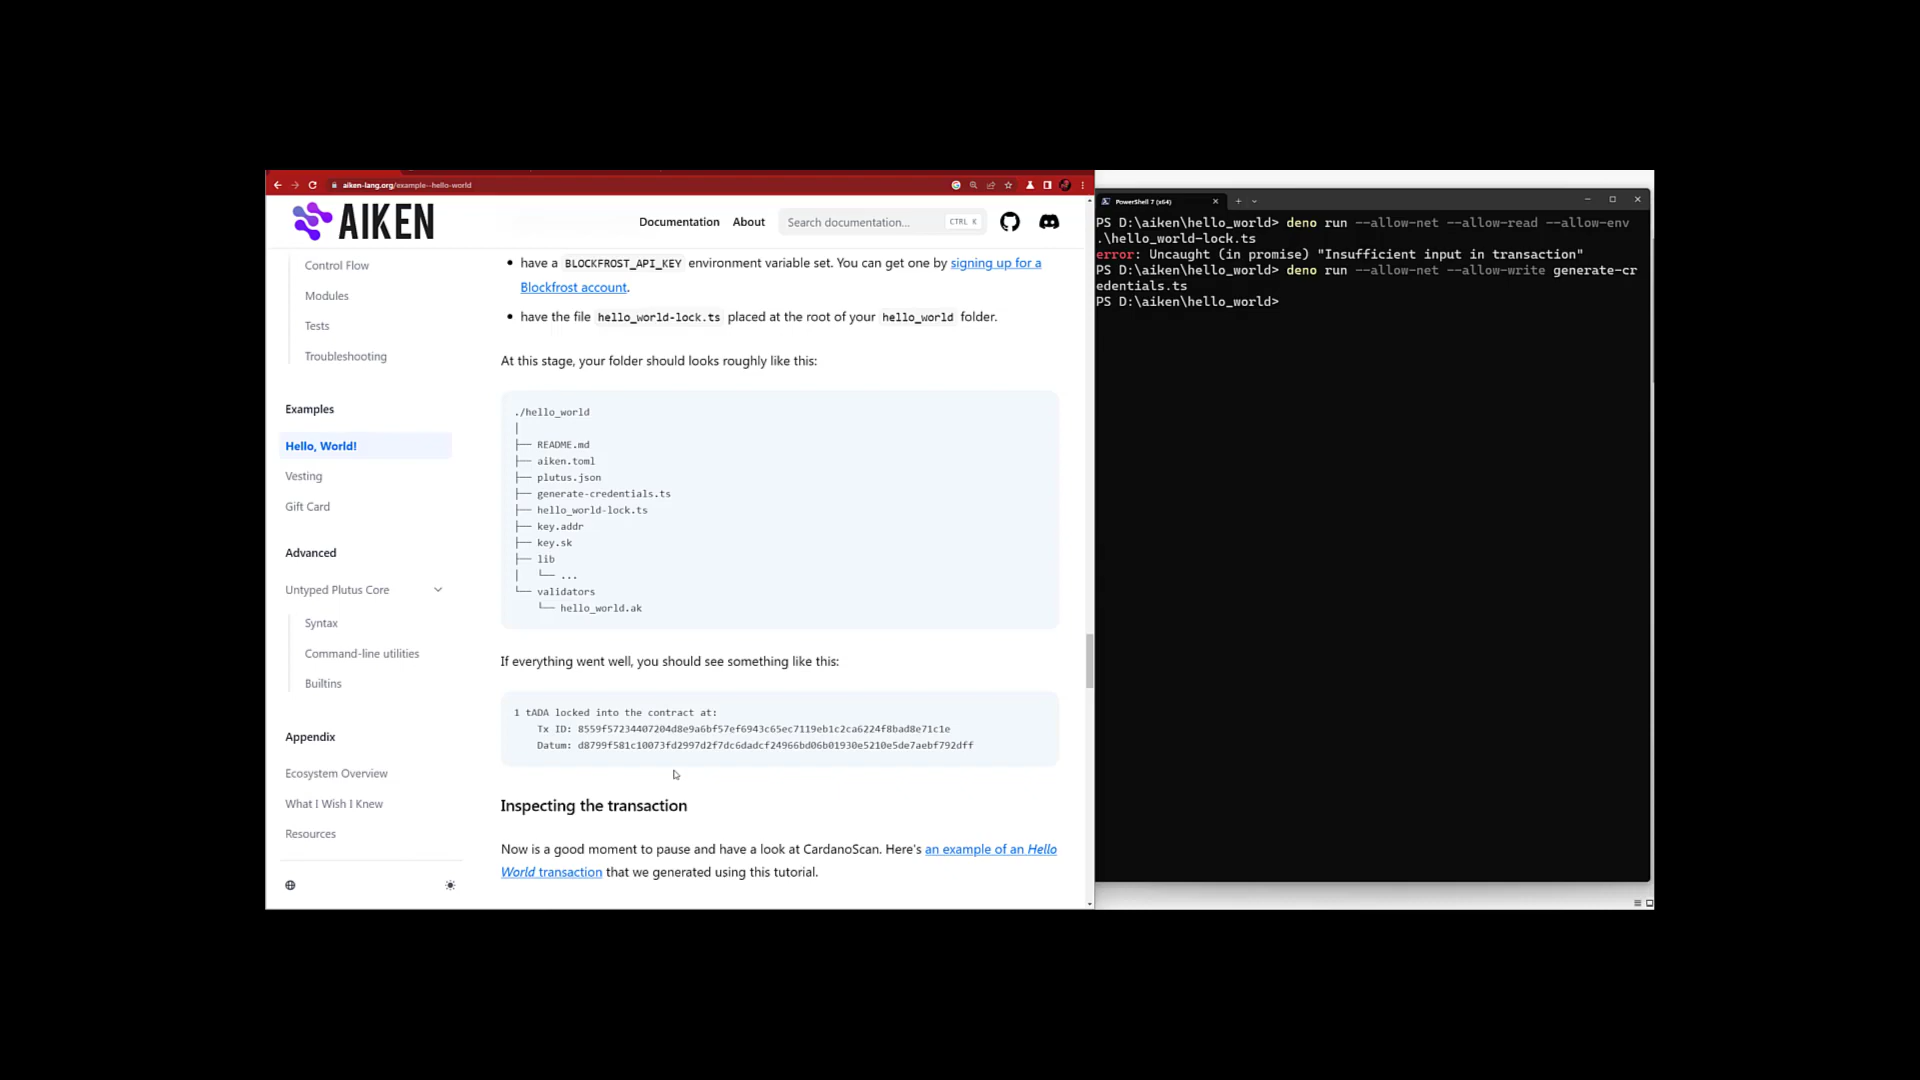 aiken-lang.org/example--hello-world
AIKEN
Documentation
About
Search documentation...
CTRL K
Control Flow
Modules
Tests
Troubleshooting
Examples
Hello, World!
Vesting
Gift Card
Advanced
Untyped Plutus Core
Syntax
Command-line utilities
Builtins
Appendix
Ecosystem Overview
What I Wish I Knew
Resources
have a BLOCKFROST_API_KEY environment variable set. You can get one by signing up for a
Blockfrost account.
have the file hello_world-lock.ts placed at the root of your hello_world folder.
At this stage, your folder should looks roughly like this:
./hello_world
│
├── README.md
├── aiken.toml
├── plutus.json
├── generate-credentials.ts
├── hello_world-lock.ts
├── key.addr
├── key.sk
├── lib
│   └── ...
└── validators
    └── hello_world.ak
If everything went well, you should see something like this:
1 tADA locked into the contract at:
Tx ID: 8559f57234407204d8e9a6bf57ef6943c65ec7119eb1c2ca6224f8bad8e71c1e
Datum: d8799f581c10073fd2997d2f7dc6dadcf24966bd06b01930e5210e5de7aebf792dff
Inspecting the transaction
Now is a good moment to pause and have a look at CardanoScan. Here's an example of an Hello
World transaction that we generated using this tutorial.
PowerShell 7 (x64)
PS D:\aiken\hello_world> deno run --allow-net --allow-read --allow-env
.\hello_world-lock.ts
error: Uncaught (in promise) "Insufficient input in transaction"
PS D:\aiken\hello_world> deno run --allow-net --allow-write generate-cr
edentials.ts
PS D:\aiken\hello_world>